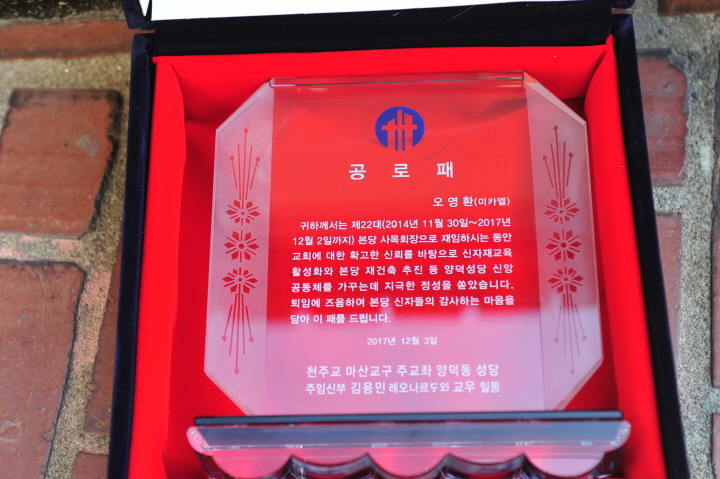 공로패
오영환(미카엘)
귀하께서는 제22대(2014년 11월 30일~2017년
12월 2일까지) 본당 사목회장으로 재임하시는 동안
교회에 대한 확고한 신뢰를 바탕으로 신자재교육
활성화와 본당 재건축 추진 등 양덕성당 신앙
공동체를 가꾸는데 지극한 정성을 쏟았습니다.
퇴임에 즈음하여 본당 신자들의 감사하는 마음을
담아 이 패를 드립니다.
2017년 12월 3일
천주교 마산교구 주교좌 양덕동 성당
주임신부 김용민 레오나르도와 교우 일동